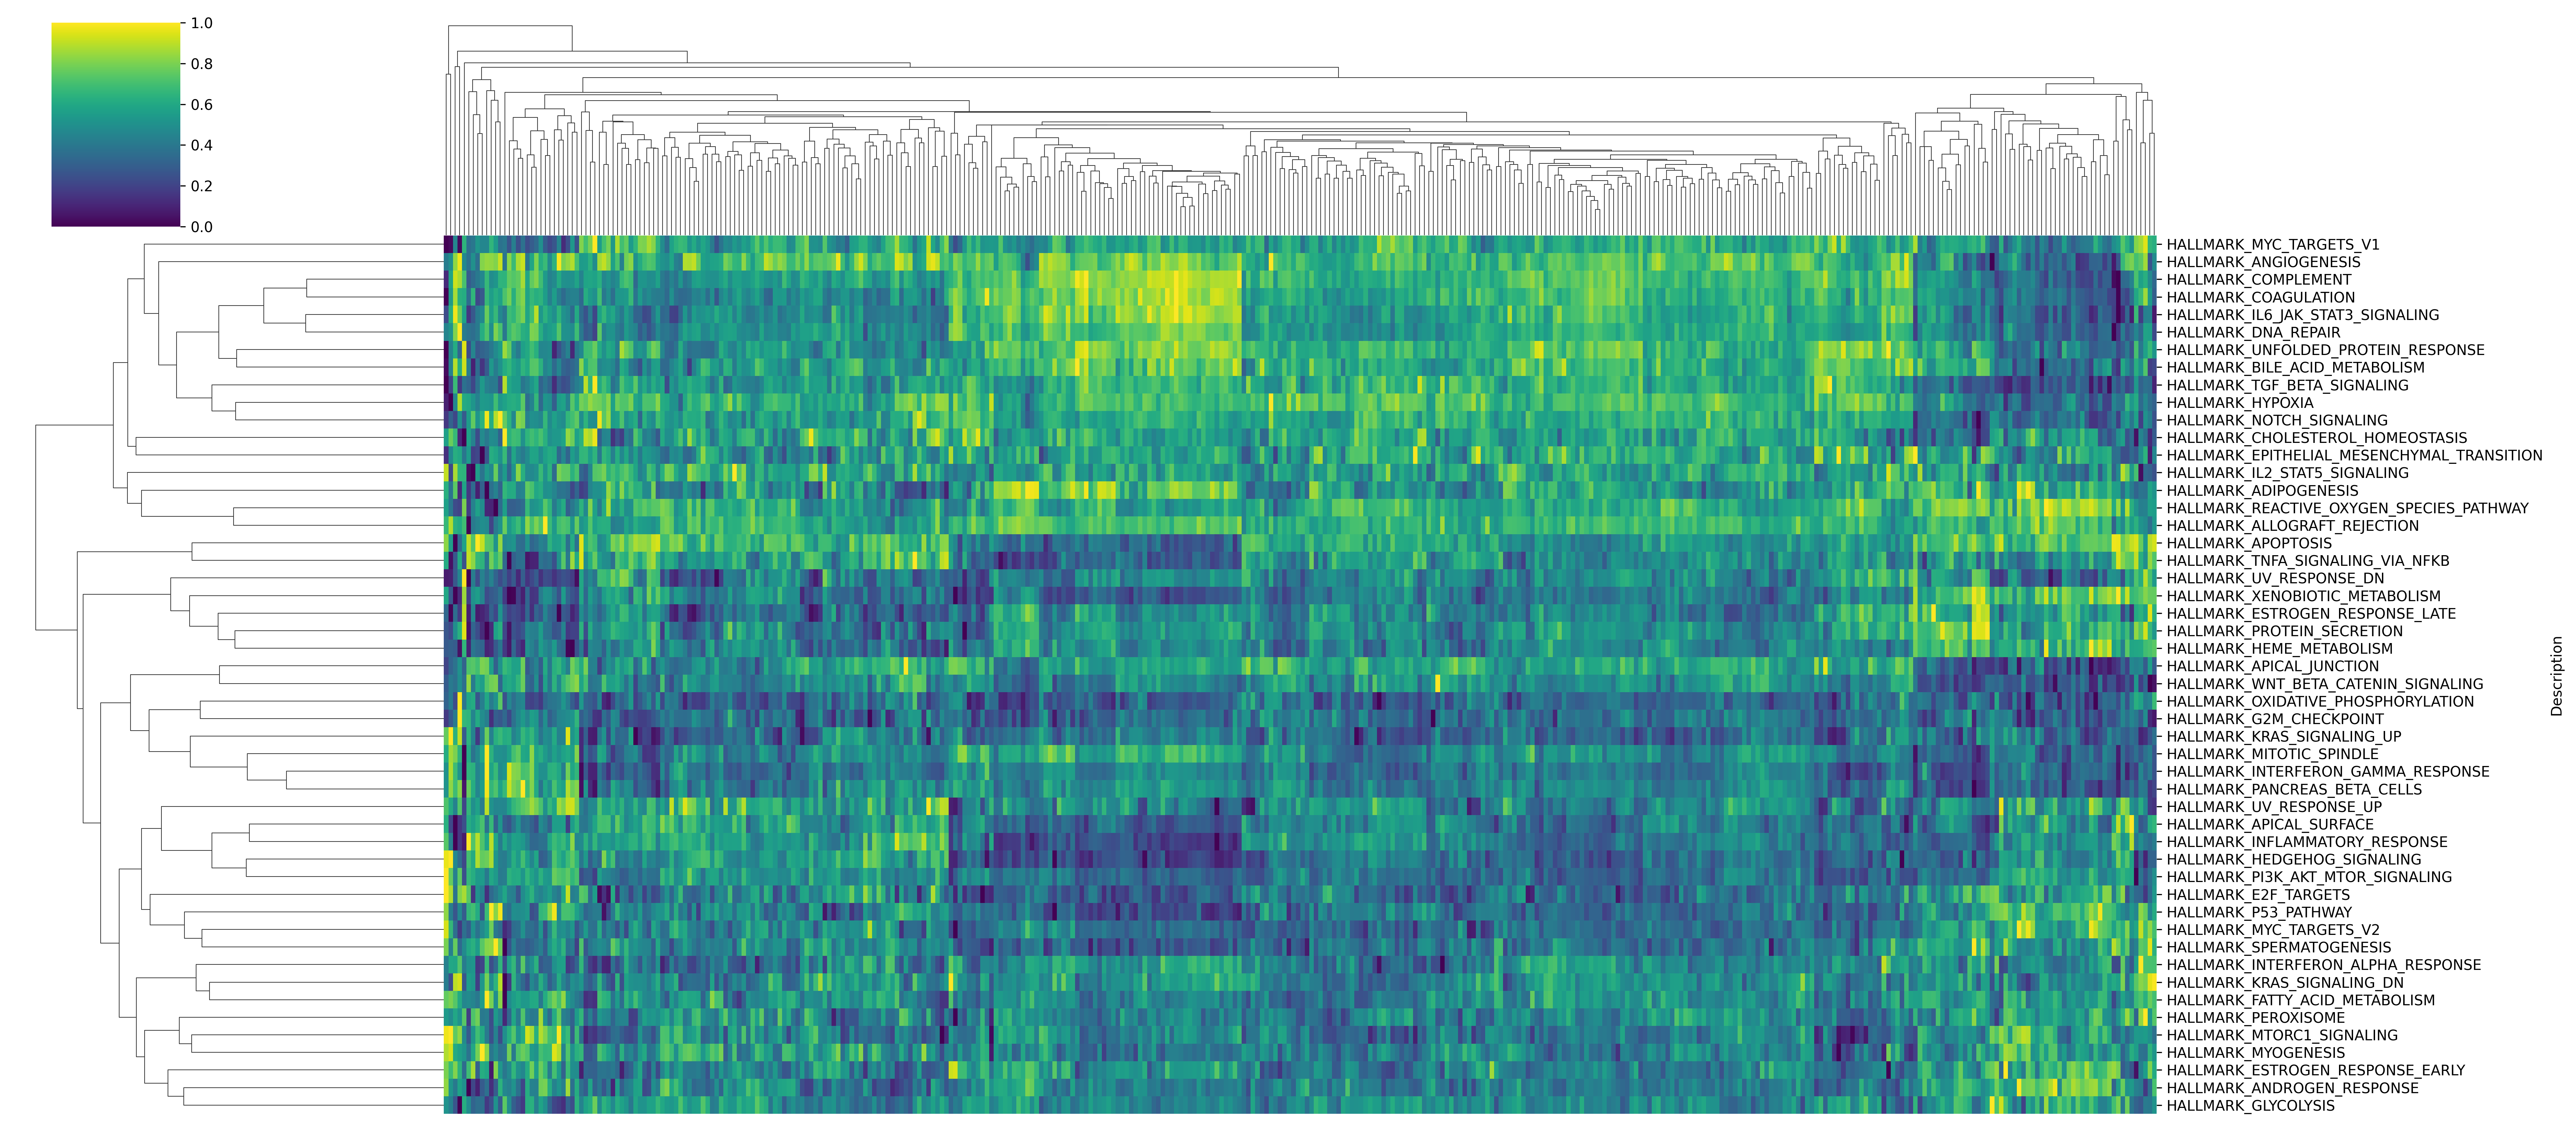 1.0
0.8
0.6
0.4
0.2
0.0
HALLMARK_MYC_TARGETS_V1
HALLMARK_ANGIOGENESIS
HALLMARK_COMPLEMENT
HALLMARK_COAGULATION
HALLMARK_IL6_JAK_STAT3_SIGNALING
HALLMARK_DNA_REPAIR
HALLMARK_UNFOLDED_PROTEIN_RESPONSE
HALLMARK_BILE_ACID_METABOLISM
HALLMARK_TGF_BETA_SIGNALING
HALLMARK_HYPOXIA
HALLMARK_NOTCH_SIGNALING
HALLMARK_CHOLESTEROL_HOMEOSTASIS
HALLMARK_EPITHELIAL_MESENCHYMAL_TRANSITION
HALLMARK_IL2_STAT5_SIGNALING
HALLMARK_ADIPOGENESIS
HALLMARK_REACTIVE_OXYGEN_SPECIES_PATHWAY
HALLMARK_ALLOGRAFT_REJECTION
HALLMARK_APOPTOSIS
HALLMARK_TNFA_SIGNALING_VIA_NFKB
HALLMARK_UV_RESPONSE_DN
HALLMARK_XENOBIOTIC_METABOLISM
HALLMARK_ESTROGEN_RESPONSE_LATE
HALLMARK_PROTEIN_SECRETION
HALLMARK_HEME_METABOLISM
HALLMARK_APICAL_JUNCTION
HALLMARK_WNT_BETA_CATENIN_SIGNALING
HALLMARK_OXIDATIVE_PHOSPHORYLATION
HALLMARK_G2M_CHECKPOINT
HALLMARK_KRAS_SIGNALING_UP
HALLMARK_MITOTIC_SPINDLE
HALLMARK_INTERFERON_GAMMA_RESPONSE
HALLMARK_PANCREAS_BETA_CELLS
HALLMARK_UV_RESPONSE_UP
HALLMARK_APICAL_SURFACE
HALLMARK_INFLAMMATORY_RESPONSE
HALLMARK_HEDGEHOG_SIGNALING
HALLMARK_PI3K_AKT_MTOR_SIGNALING
HALLMARK_E2F_TARGETS
HALLMARK_P53_PATHWAY
HALLMARK_MYC_TARGETS_V2
HALLMARK_SPERMATOGENESIS
HALLMARK_INTERFERON_ALPHA_RESPONSE
HALLMARK_KRAS_SIGNALING_DN
HALLMARK_FATTY_ACID_METABOLISM
HALLMARK_PEROXISOME
HALLMARK_MTORC1_SIGNALING
HALLMARK_MYOGENESIS
HALLMARK_ESTROGEN_RESPONSE_EARLY
HALLMARK_ANDROGEN_RESPONSE
HALLMARK_GLYCOLYSIS
Description